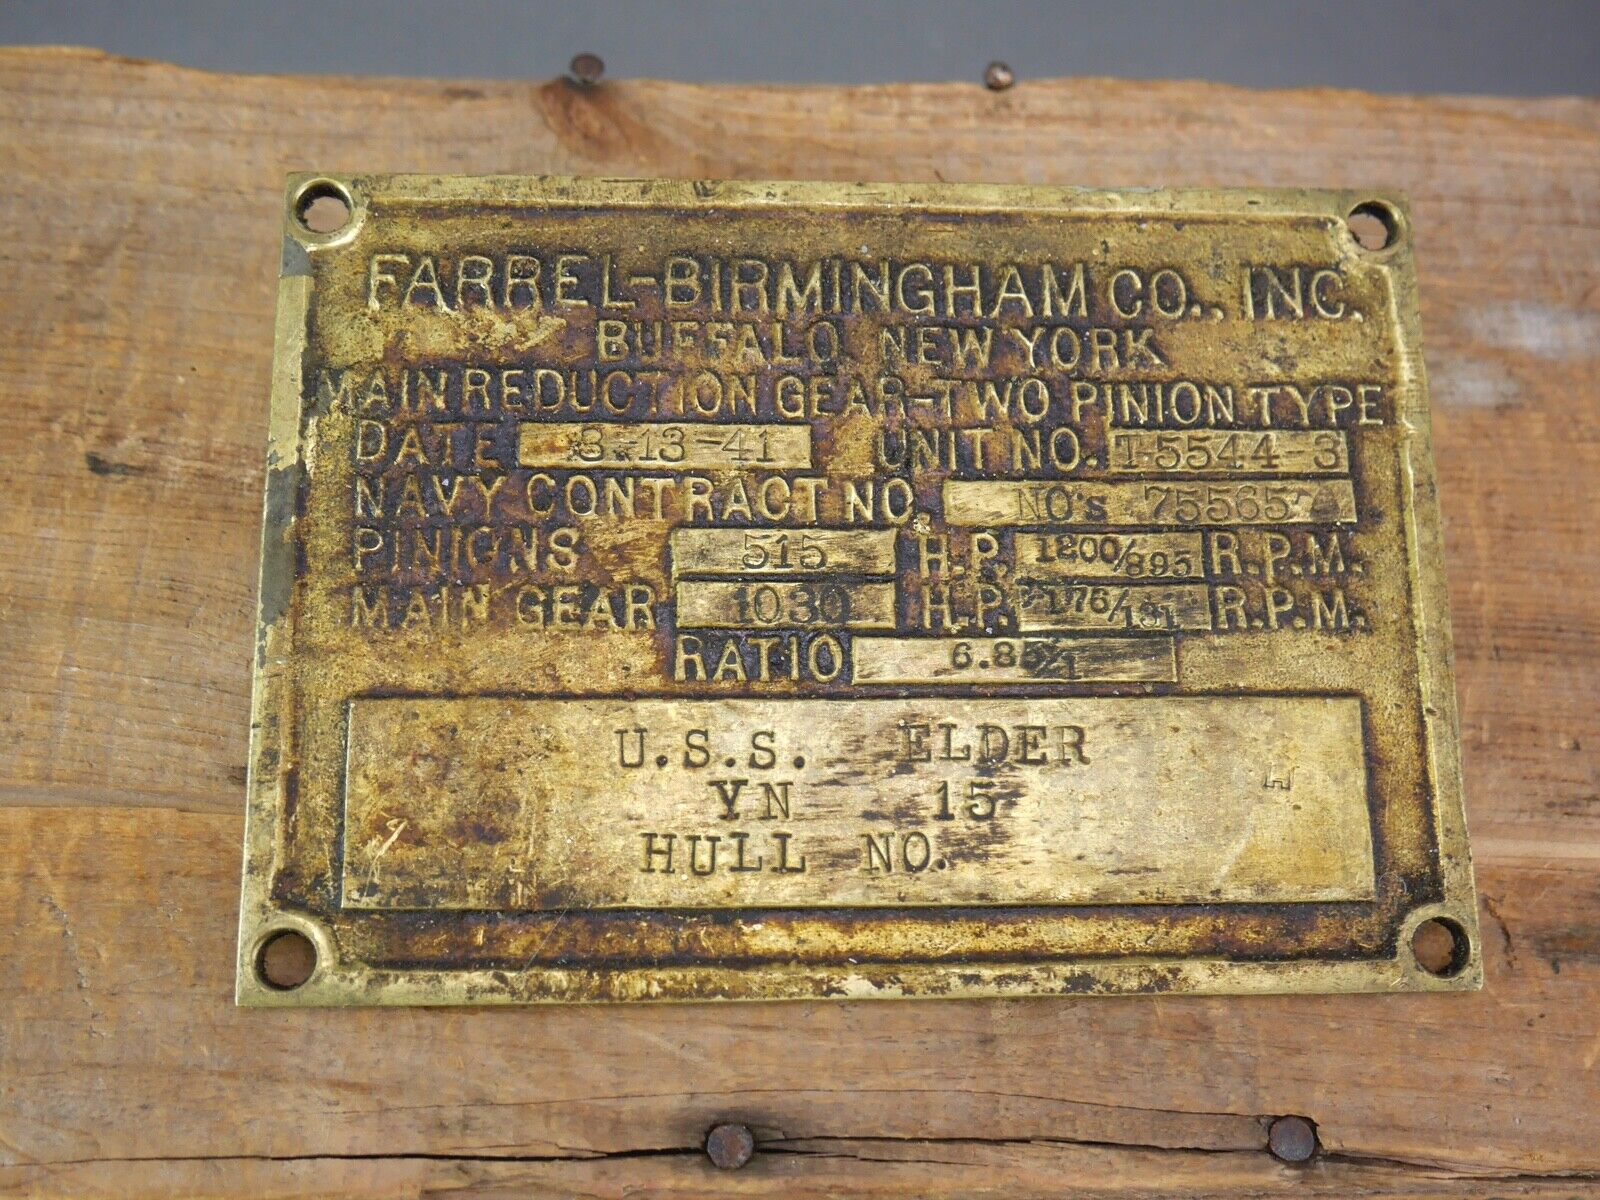 FARREL-BIRMINGHAM CO., INC.
BUFFALO NEW YORK
MAIN REDUCTION GEAR-TWO PINION TYPE
DATE 3-13-41 UNIT NO. T-5544-3
NAVY CONTRACT NO. NO's 75565
PINIONS 515 H.P. 1200/895 R.P.M.
MAIN GEAR 1030 H.P. 176/131 R.P.M.
RATIO 6.85
U.S.S. ELDER
YN 15
HULL NO.
H